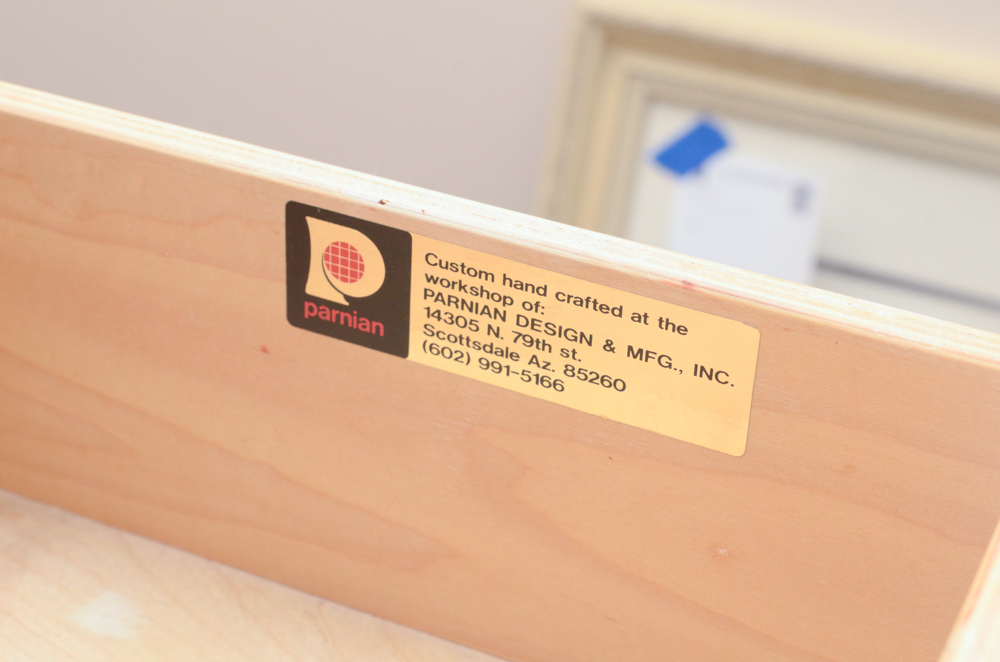 parnian
Custom hand crafted at the
workshop of:
PARNIAN DESIGN & MFG., INC.
14305 N. 79th st.
Scottsdale Az. 85260
(602) 991-5166